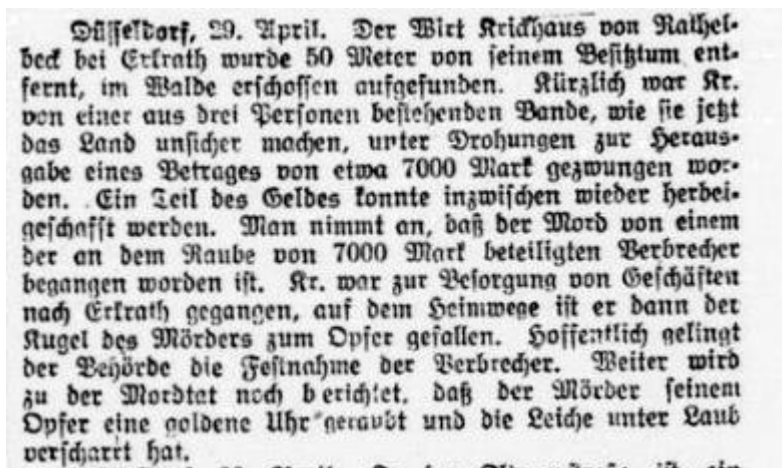 Düsseldorf, 29. April. Der Wirt Krickhaus von Rathel-
beck bei Erkrath wurde 50 Meter von seinem Besitztum ent-
fernt, im Walde erschossen aufgefunden. Kürzlich war Kr.
von einer aus drei Personen bestehenden Bande, wie sie jetzt
das Land unsicher machen, unter Drohungen zur Heraus-
gabe eines Betrages von etwa 7000 Mark gezwungen wor-
den. Ein Teil des Geldes konnte inzwischen wieder herbei-
geschafft werden. Man nimmt an, daß der Mord von einem
der an dem Raube von 7000 Mark beteiligten Verbrecher
begangen worden ist. Kr. war zur Besorgung von Geschäften
nach Erkrath gegangen, auf dem Heimwege ist er dann der
Kugel des Mörders zum Opfer gefallen. Hoffentlich gelingt
der Behörde die Festnahme der Verbrecher. Weiter wird
zu der Mordtat noch berichtet, daß der Mörder seinem
Opfer eine goldene Uhr geraubt und die Leiche unter Laub
verscharrt hat.